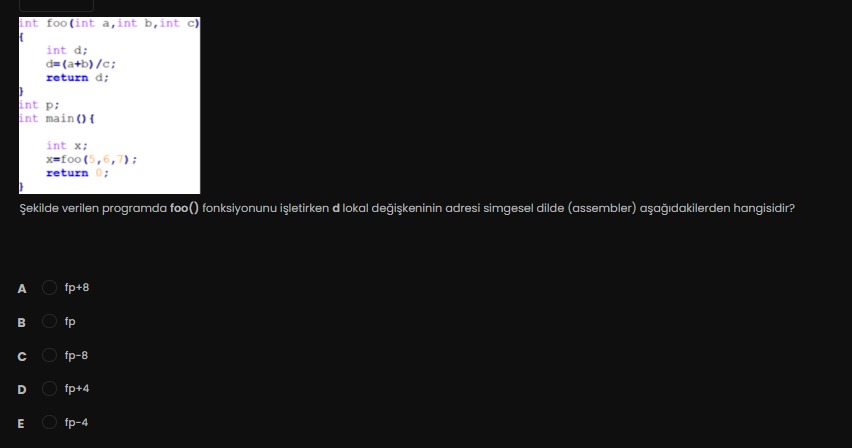 int foo(int a,int b,int c)
{
int d;
d=(a+b)/c;
return d;
}
int p;
int main(){
int x;
x=foo(5,6,7);
return 0;
}
Şekilde verilen programda foo() fonksiyonunu işletirken d lokal değişkeninin adresi simgesel dilde (assembler) aşağıdakilerden hangisidir?
A fp+8
B fp
C fp-8
D fp+4
E fp-4